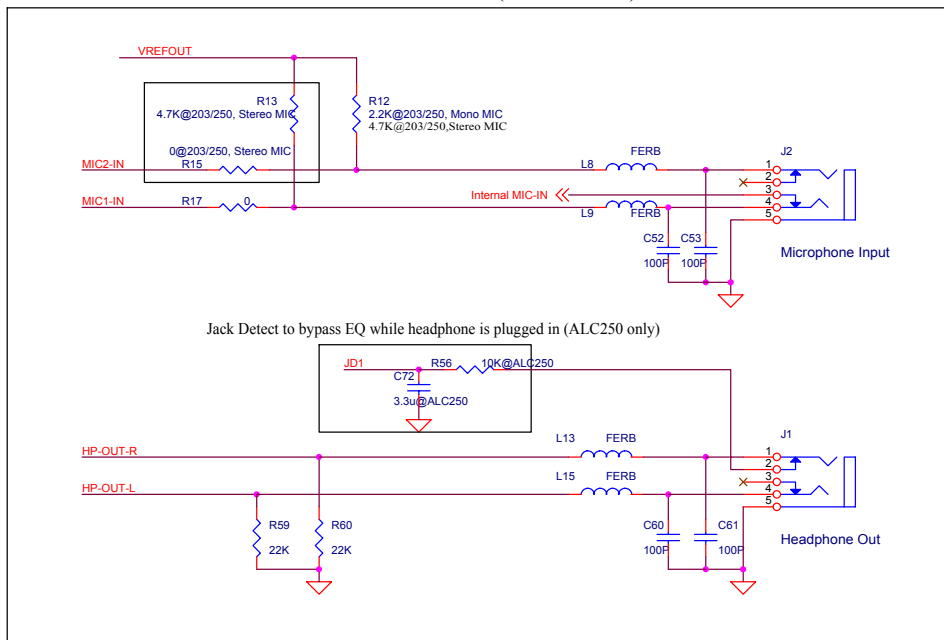 VREFOUT
R13
4.7K@203/250, Stereo MIC
R12
2.2K@203/250, Mono MIC
4.7K@203/250,Stereo MIC
0@203/250, Stereo MIC
MIC2-IN
R15
L8
FERB
J2
1
2
3
4
5
Internal MIC-IN
MIC1-IN
R17
0
L9
FERB
C52
C53
100P
100P
Microphone Input
Jack Detect to bypass EQ while headphone is plugged in (ALC250 only)
JD1
R56
10K@ALC250
C72
3.3u@ALC250
HP-OUT-R
L13
FERB
J1
1
2
3
4
5
HP-OUT-L
L15
FERB
R59
R60
22K
22K
C60
C61
100P
100P
Headphone Out